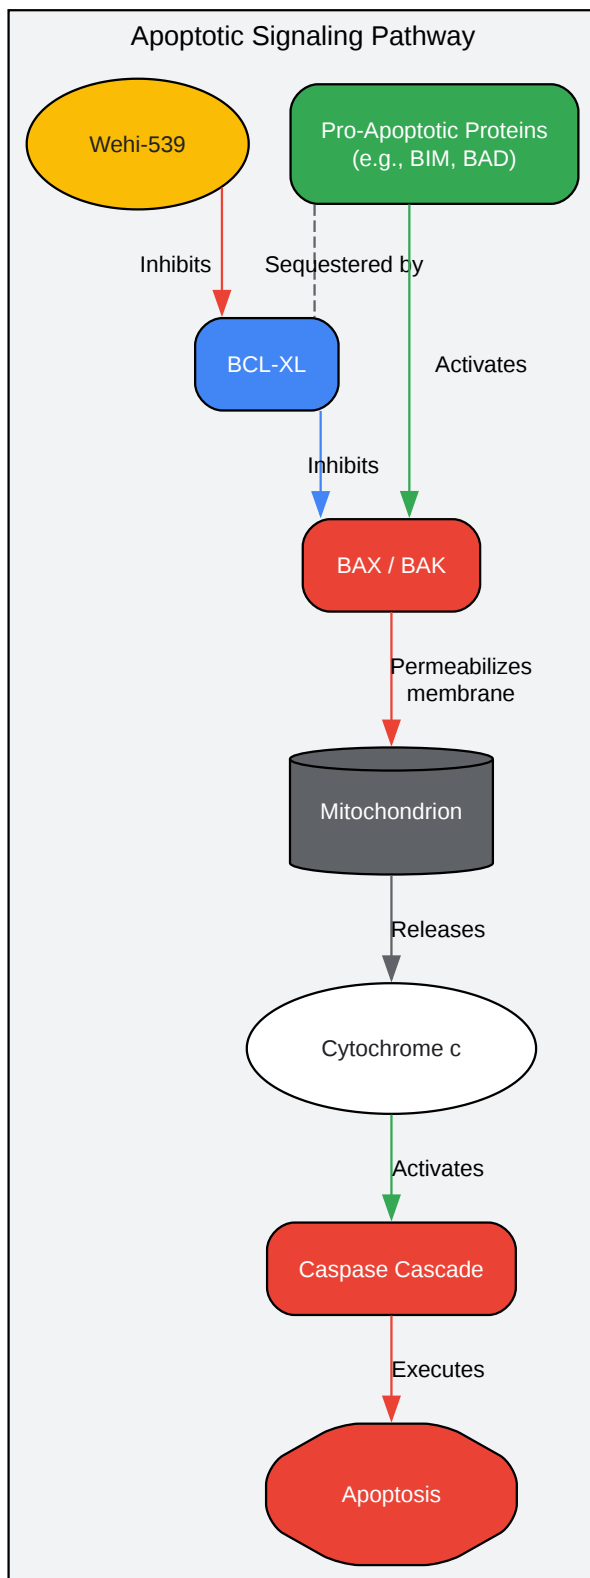 Apoptotic Signaling Pathway
Wehi-539
Pro-Apoptotic Proteins
(e.g., BIM, BAD)
Inhibits
Sequestered by
BCL-XL
Activates
Inhibits
BAX / BAK
Permeabilizes
membrane
Mitochondrion
Releases
Cytochrome c
Activates
Caspase Cascade
Executes
Apoptosis